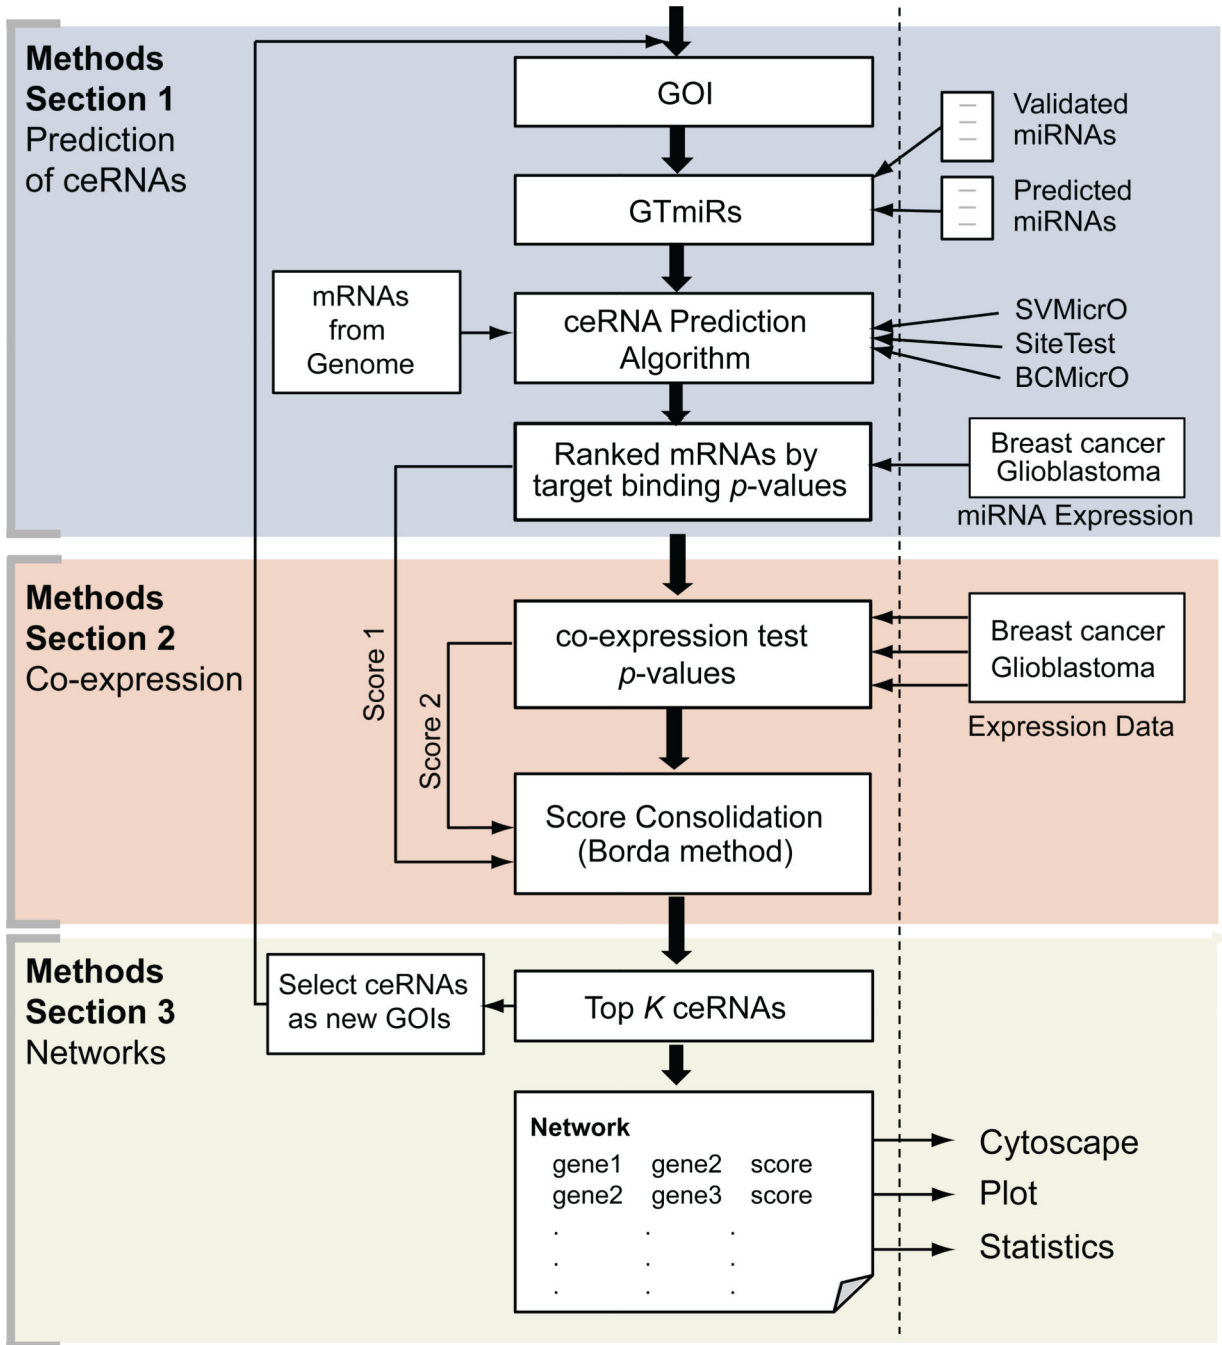 Methods
Section 1
Prediction
of ceRNAs
GOI
Validated
miRNAs
GTmiRs
Predicted
miRNAs
mRNAs
from
Genome
ceRNA Prediction
Algorithm
SVMicrO
SiteTest
BCMicrO
Ranked mRNAs by
target binding p-values
Breast cancer
Glioblastoma
miRNA Expression
Methods
Section 2
Co-expression
Score 1
Score 2
co-expression test
p-values
Breast cancer
Glioblastoma
Expression Data
Score Consolidation
(Borda method)
Methods
Section 3
Networks
Select ceRNAs
as new GOIs
Top K ceRNAs
Network
gene1 gene2 score
gene2 gene3 score
. . .
. . .
. . .
Cytoscape
Plot
Statistics